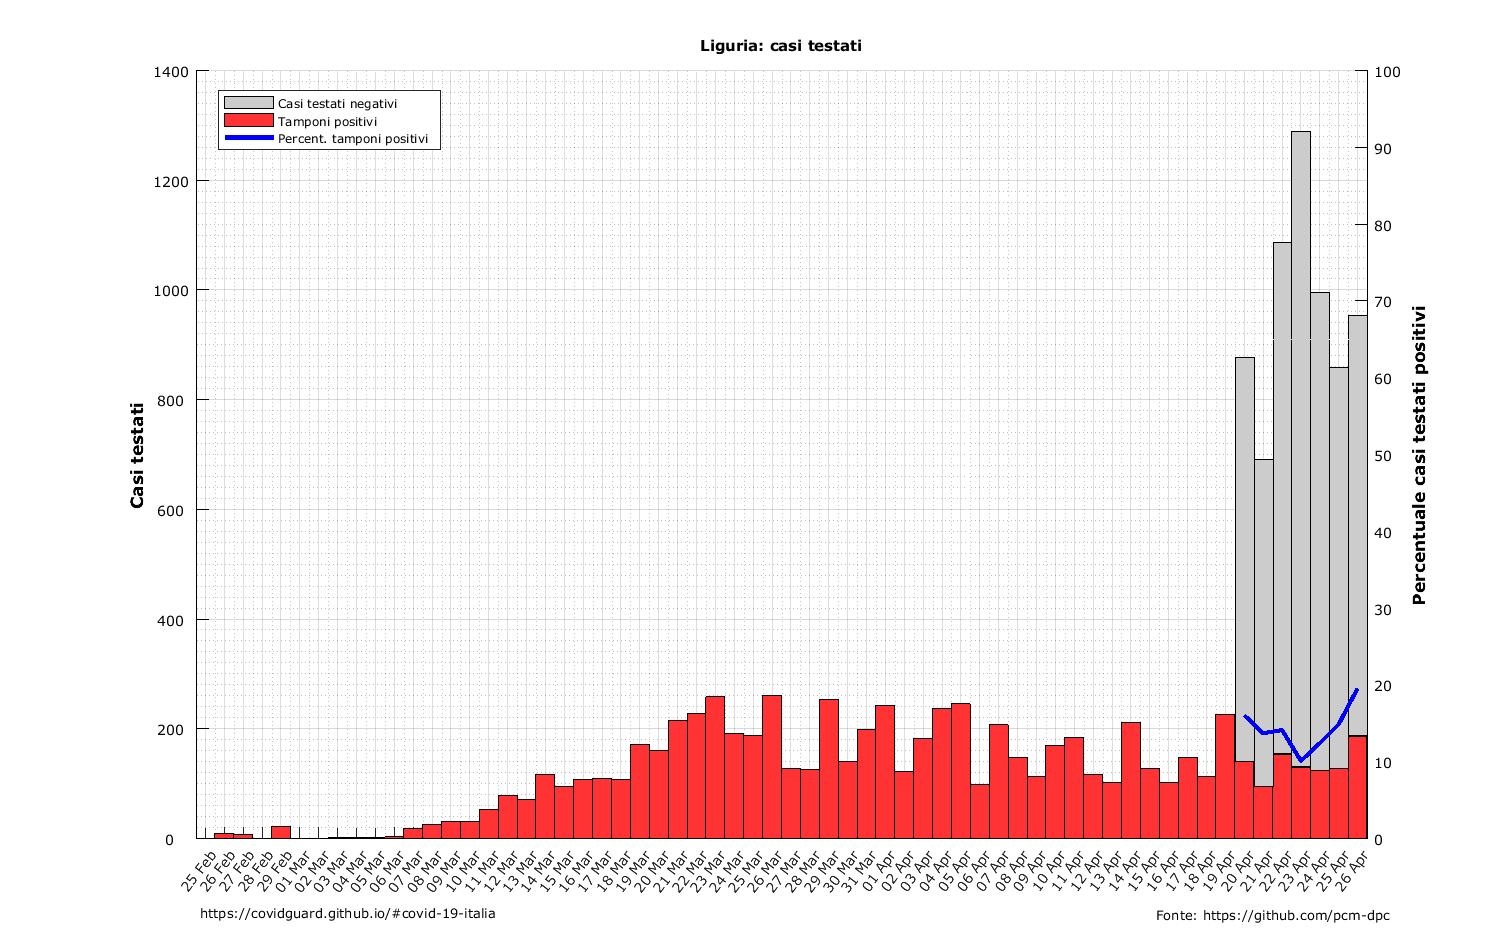 Liguria: casi testati
1400
1200
1000
800
600
400
200
0
100
90
80
70
60
50
40
30
20
10
0
Casi testati negativi
Tamponi positivi
Percent. tamponi positivi
Casi testati
Percentuale casi testati positivi
25 Feb
26 Feb
27 Feb
28 Feb
29 Feb
01 Mar
02 Mar
03 Mar
04 Mar
05 Mar
06 Mar
07 Mar
08 Mar
09 Mar
10 Mar
11 Mar
12 Mar
13 Mar
14 Mar
15 Mar
16 Mar
17 Mar
18 Mar
19 Mar
20 Mar
21 Mar
22 Mar
23 Mar
24 Mar
25 Mar
26 Mar
27 Mar
28 Mar
29 Mar
30 Mar
31 Mar
01 Apr
02 Apr
03 Apr
04 Apr
05 Apr
06 Apr
07 Apr
08 Apr
09 Apr
10 Apr
11 Apr
12 Apr
13 Apr
14 Apr
15 Apr
16 Apr
17 Apr
18 Apr
19 Apr
20 Apr
21 Apr
22 Apr
23 Apr
24 Apr
25 Apr
26 Apr
https://covidguard.github.io/#covid-19-italia
Fonte: https://github.com/pcm-dpc